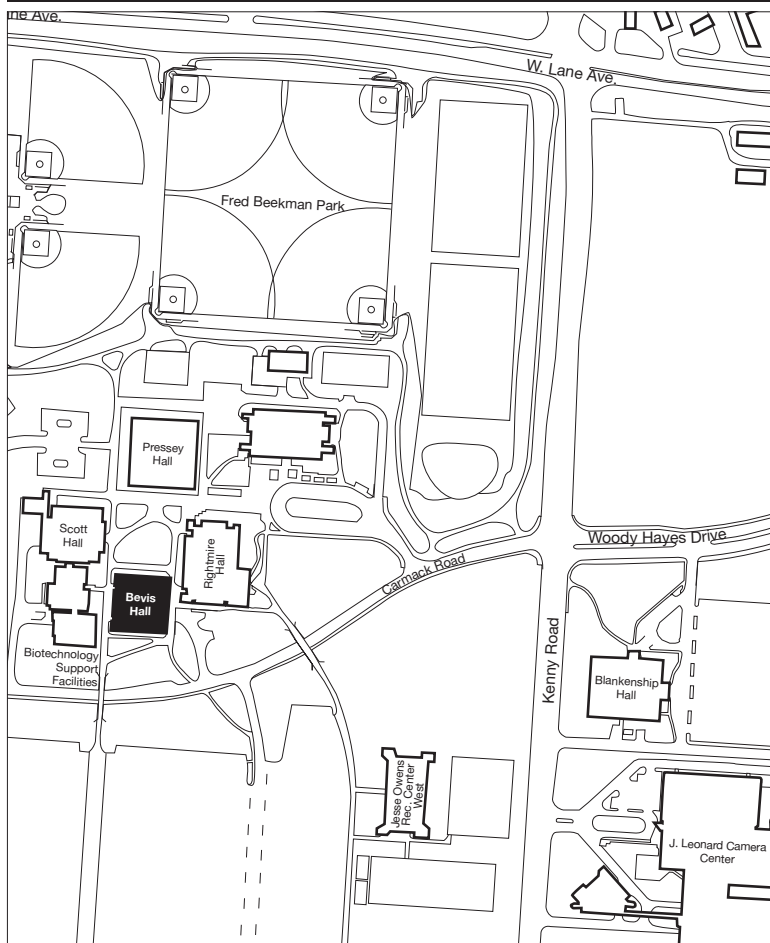 ne Ave.
W. Lane Ave.
Fred Beekman Park
Pressey
Hall
Scott
Hall
Rightmire
Hall
Woody Hayes Drive
Carmack Road
Bevis
Hall
Biotechnology
Support
Facilities
Kenny Road
Blankenship
Hall
Jesse Owens
Rec. Center
West
J. Leonard Camera
Center